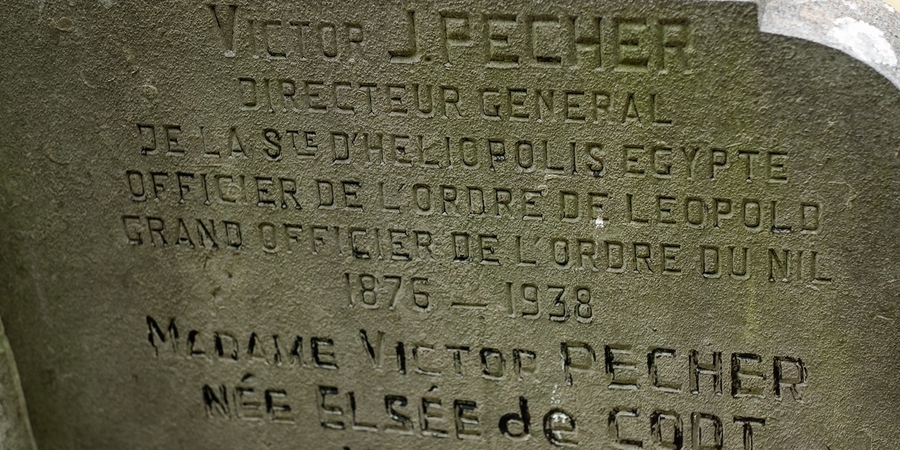 VICTOR J.PECHER
DIRECTEUR GENERAL
DE LA STE D'HELIOPOLIS EGYPTE
OFFICIER DE L'ORDRE DE LEOPOLD
GRAND OFFICIER DE L'ORDRE DU NIL
1876 — 1938
MADAME VICTOR PECHER
NÉE ELSÉE de CODT